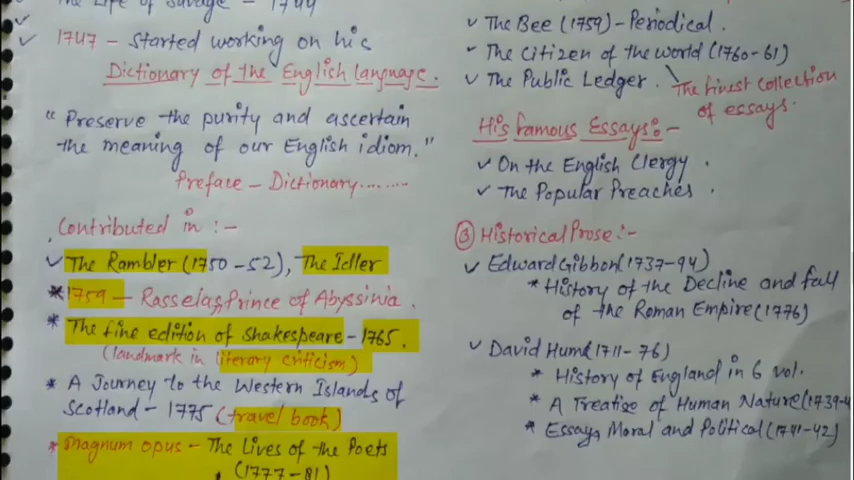 The Life of Savage - 1744
1747 - Started working on his
Dictionary of the English language.
"Preserve the purity and ascertain
the meaning of our English idiom."
Preface - Dictionary........
Contributed in :-
The Rambler (1750-52), The Idler
* 1759 - Rasselas, Prince of Abyssinia.
* The fine edition of Shakespeare - 1765.
(landmark in literary criticism)
* A Journey to the Western Islands of
Scotland - 1775 (travel book)
* Magnum opus - The Lives of the Poets
(1777-81)
✓ The Bee (1759) - Periodical.
✓ The Citizen of the world (1760-61)
✓ The Public Ledger.
The finest collection
of essays.
His famous Essays :-
✓ On the English Clergy.
✓ The Popular Preaches.
(B) Historical Prose :-
✓ Edward Gibbon (1737-94)
* History of the Decline and fall
of the Roman Empire (1776)
✓ David Hume (1711-76)
* History of England in 6 vol.
* A Treatise of Human Nature (1739-4
* Essays, Moral and Political (1741-42)